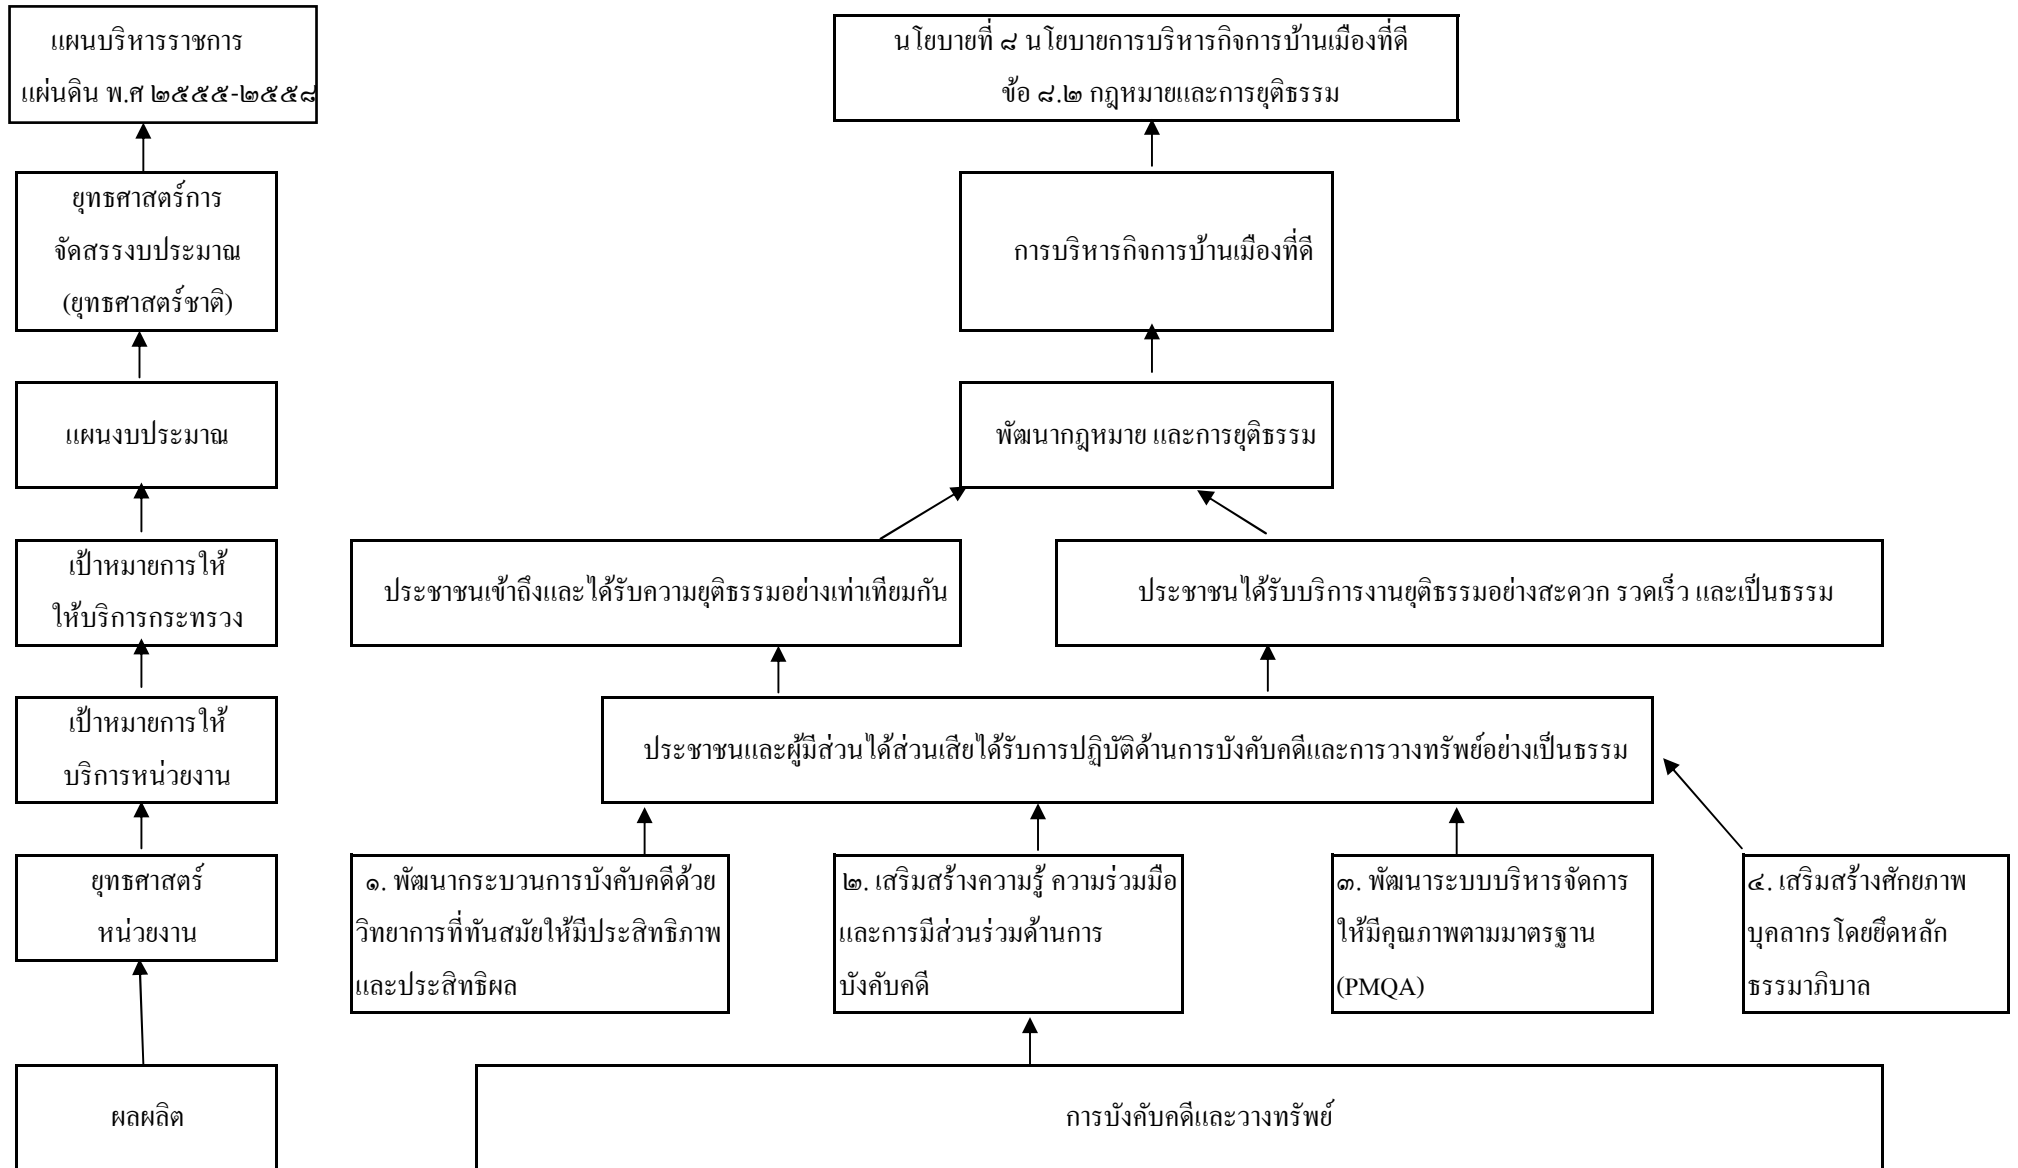 แผนบริหารราชการ
แผ่นดิน พ.ศ ๒๕๕๕-๒๕๕๘
นโยบายที่ ๘ นโยบายการบริหารกิจการบ้านเมืองที่ดี
ข้อ ๘.๒ กฎหมายและการยุติธรรม
ยุทธศาสตร์การ
จัดสรรงบประมาณ
(ยุทธศาสตร์ชาติ)
การบริหารกิจการบ้านเมืองที่ดี
แผนงบประมาณ
พัฒนากฎหมาย และการยุติธรรม
เป้าหมายการให้
ให้บริการกระทรวง
ประชาชนเข้าถึงและได้รับความยุติธรรมอย่างเท่าเทียมกัน
ประชาชนได้รับบริการงานยุติธรรมอย่างสะดวก รวดเร็ว และเป็นธรรม
เป้าหมายการให้
บริการหน่วยงาน
ประชาชนและผู้มีส่วนได้ส่วนเสียได้รับการปฏิบัติด้านการบังคับคดีและการวางทรัพย์อย่างเป็นธรรม
ยุทธศาสตร์
หน่วยงาน
๑. พัฒนากระบวนการบังคับคดีด้วย
วิทยาการที่ทันสมัยให้มีประสิทธิภาพ
และประสิทธิผล
๒. เสริมสร้างความรู้ ความร่วมมือ
และการมีส่วนร่วมด้านการ
บังคับคดี
๓. พัฒนาระบบบริหารจัดการ
ให้มีคุณภาพตามมาตรฐาน
(PMQA)
๔. เสริมสร้างศักยภาพ
บุคลากรโดยยึดหลัก
ธรรมาภิบาล
ผลผลิต
การบังคับคดีและวางทรัพย์